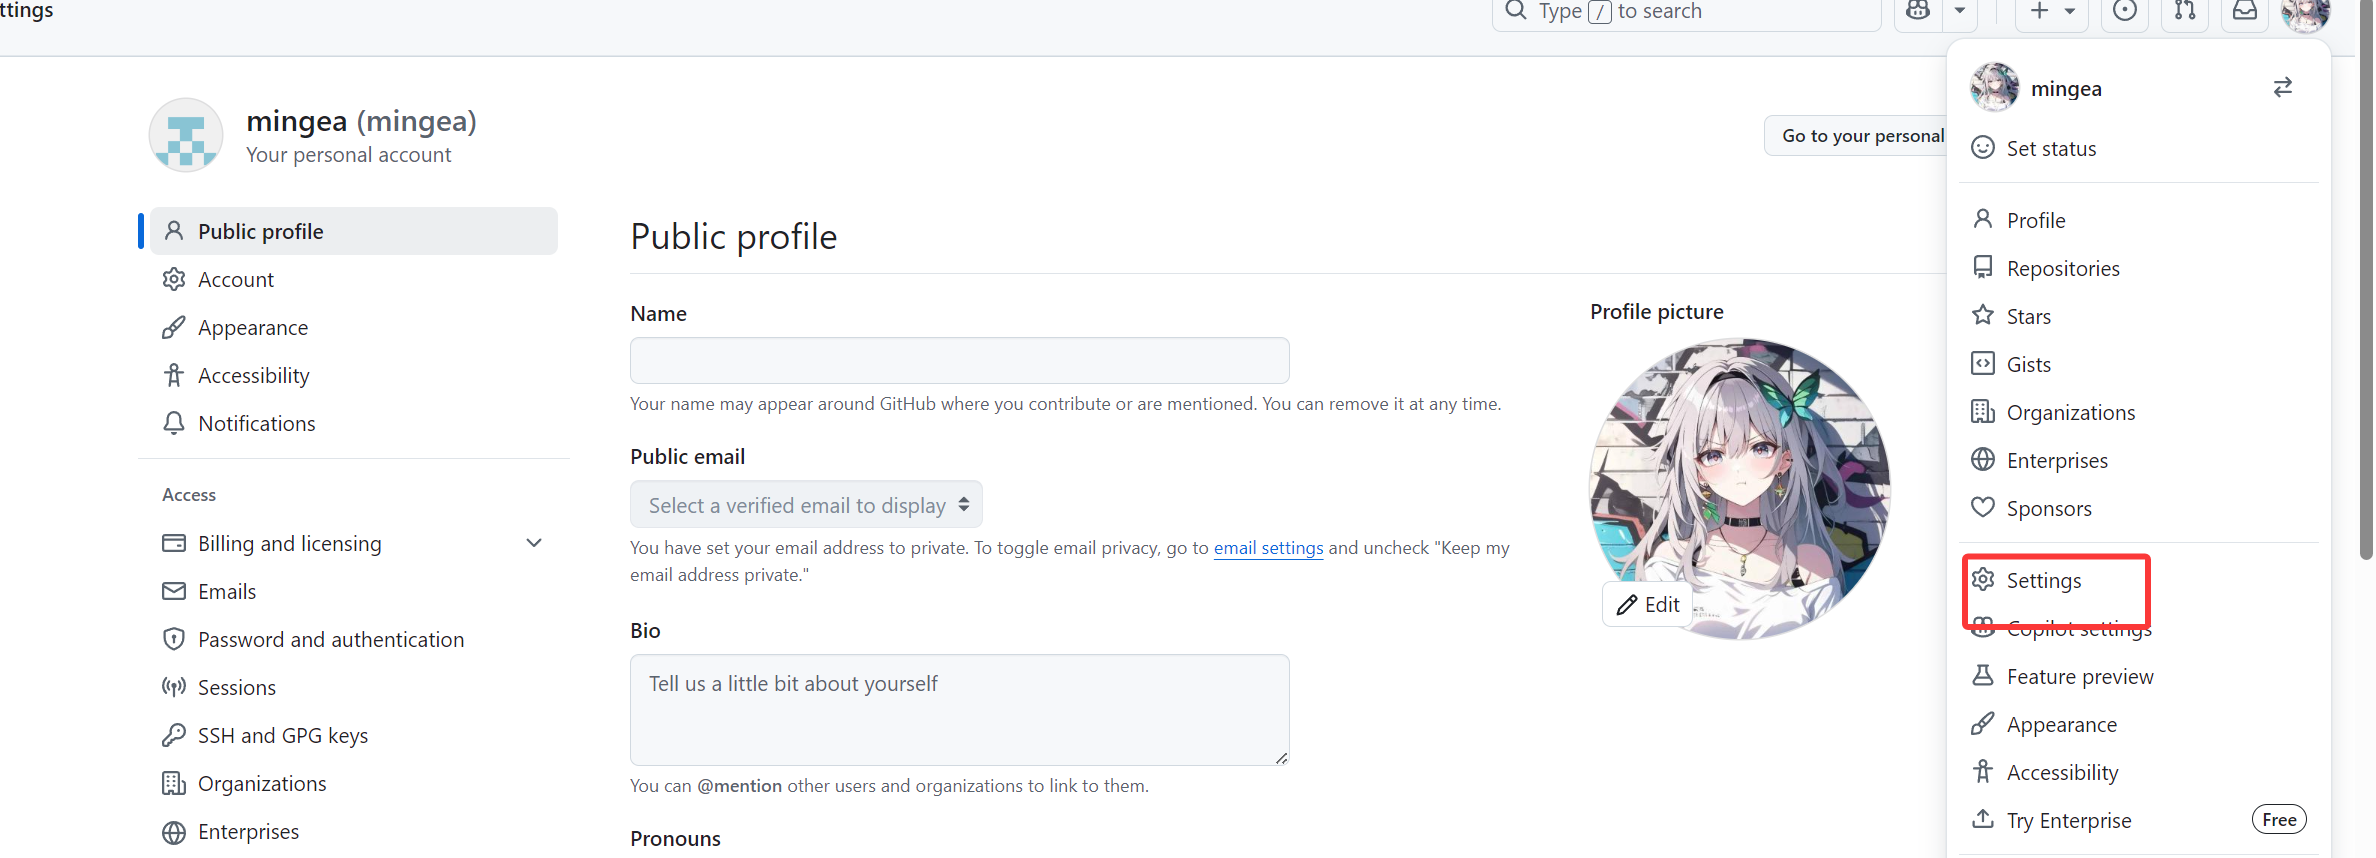 ttings
Type / to search
mingea (mingea)
Your personal account
Go to your personal
Public profile
Account
Appearance
Accessibility
Notifications
Access
Billing and licensing
Emails
Password and authentication
Sessions
SSH and GPG keys
Organizations
Enterprises
Public profile
Name
Your name may appear around GitHub where you contribute or are mentioned. You can remove it at any time.
Public email
Select a verified email to display
You have set your email address to private. To toggle email privacy, go to email settings and uncheck "Keep my
email address private."
Bio
Tell us a little bit about yourself
You can @mention other users and organizations to link to them.
Pronouns
Profile picture
Edit
mingea
Set status
Profile
Repositories
Stars
Gists
Organizations
Enterprises
Sponsors
Settings
Copilot settings
Feature preview
Appearance
Accessibility
Try Enterprise
Free